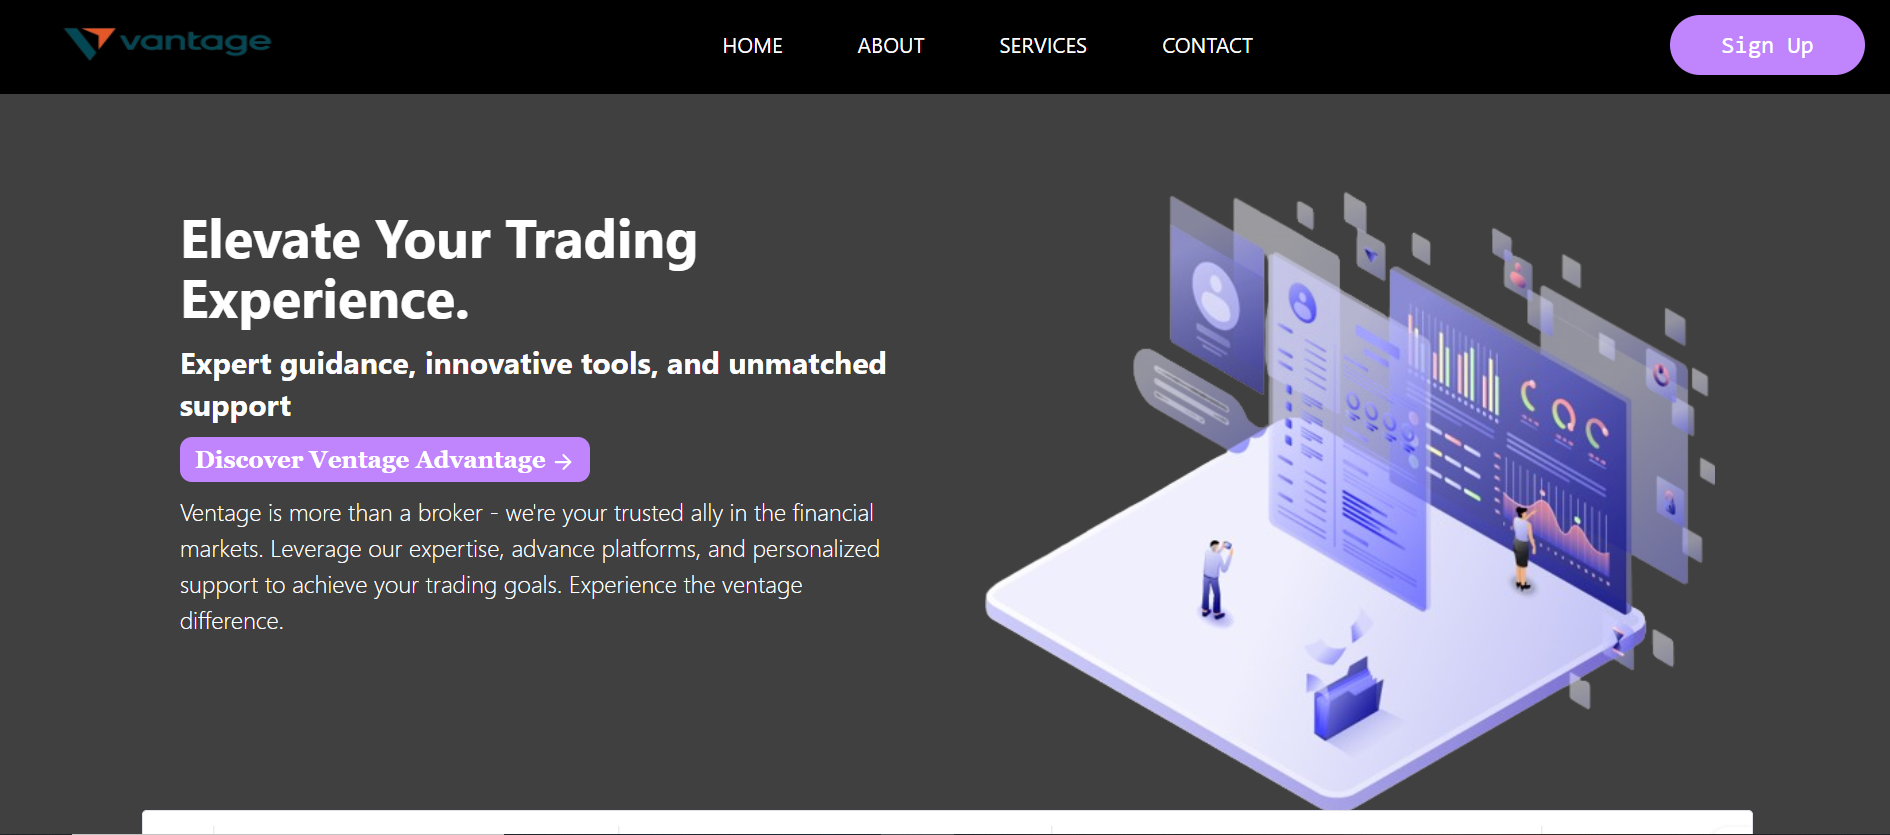 vantage
HOME
ABOUT
SERVICES
CONTACT
Sign Up
Elevate Your Trading
Experience.
Expert guidance, innovative tools, and unmatched
support
Discover Ventage Advantage →
Ventage is more than a broker - we're your trusted ally in the financial
markets. Leverage our expertise, advance platforms, and personalized
support to achieve your trading goals. Experience the ventage
difference.